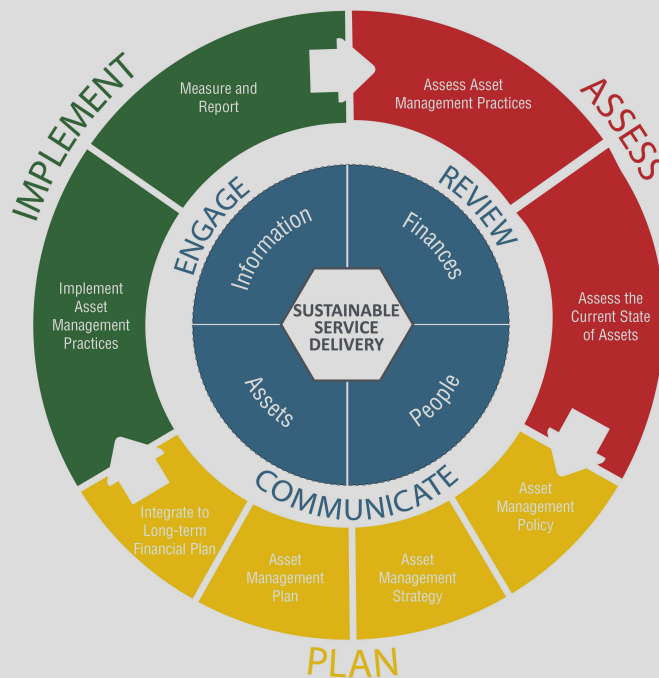 IMPLEMENT
Measure and
Report
Assess Asset
Management Practices
ASSESS
ENGAGE
REVIEW
Information
Finances
Implement
Asset
Management
Practices
SUSTAINABLE
SERVICE
DELIVERY
Assess the
Current State
of Assets
Assets
People
COMMUNICATE
Integrate to
Long-term
Financial Plan
Asset
Management
Plan
Asset
Management
Strategy
Asset
Management
Policy
PLAN